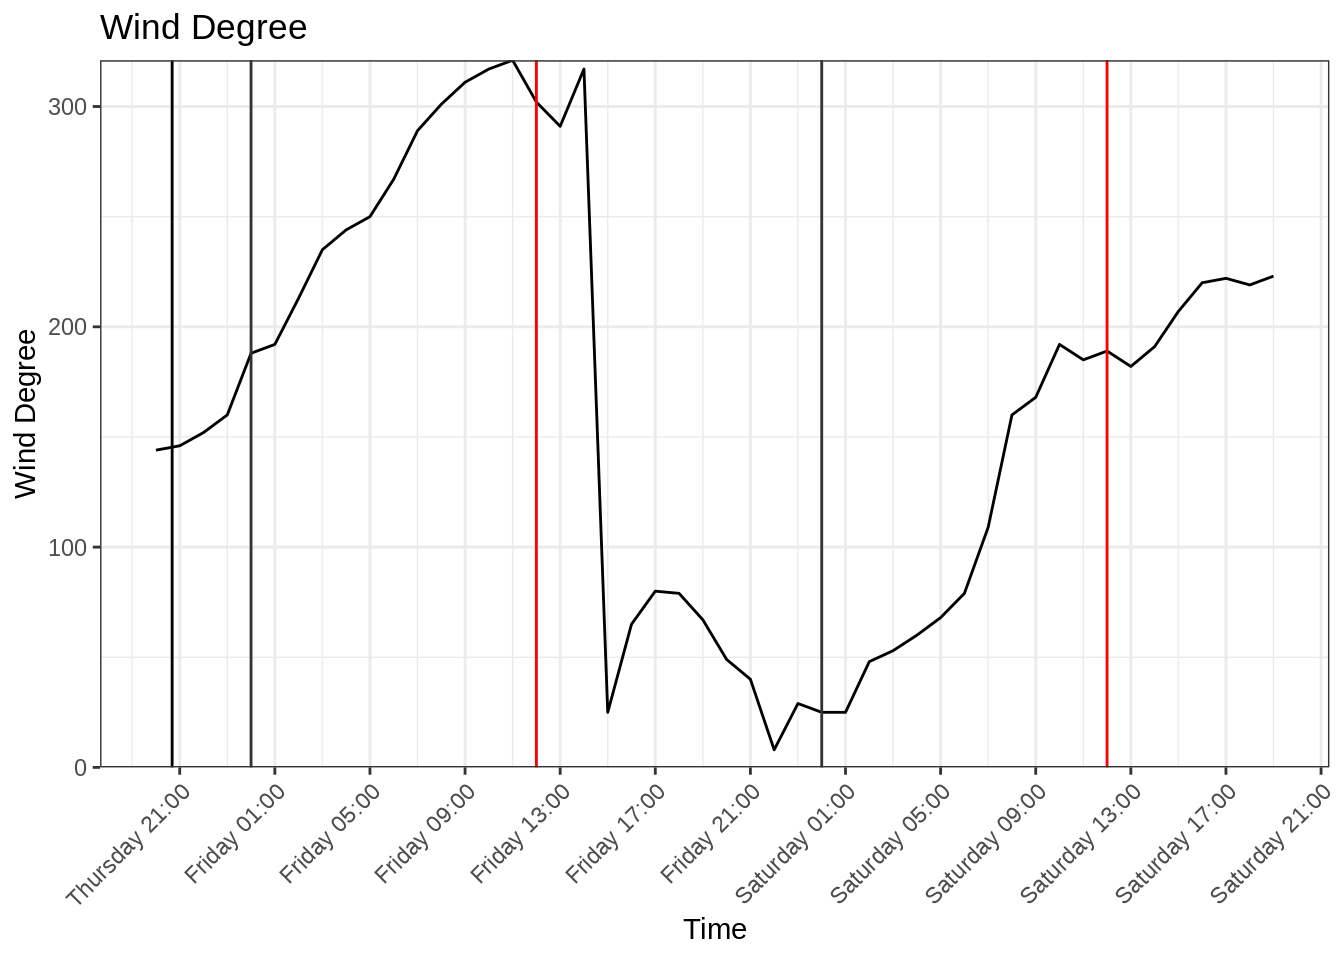 Wind Degree
Wind Degree
300
200
100
0
Thursday 21:00
Friday 01:00
Friday 05:00
Friday 09:00
Friday 13:00
Friday 17:00
Friday 21:00
Saturday 01:00
Saturday 05:00
Saturday 09:00
Saturday 13:00
Saturday 17:00
Saturday 21:00
Time